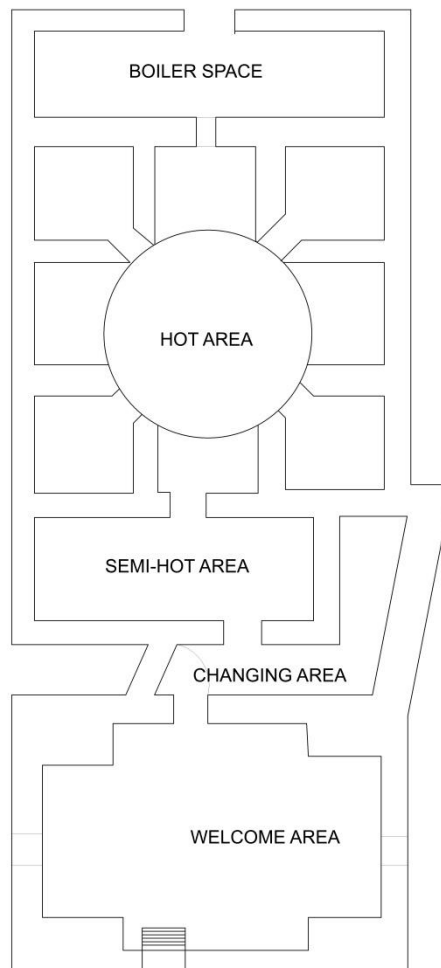 BOILER SPACE
HOT AREA
SEMI-HOT AREA
CHANGING AREA
WELCOME AREA